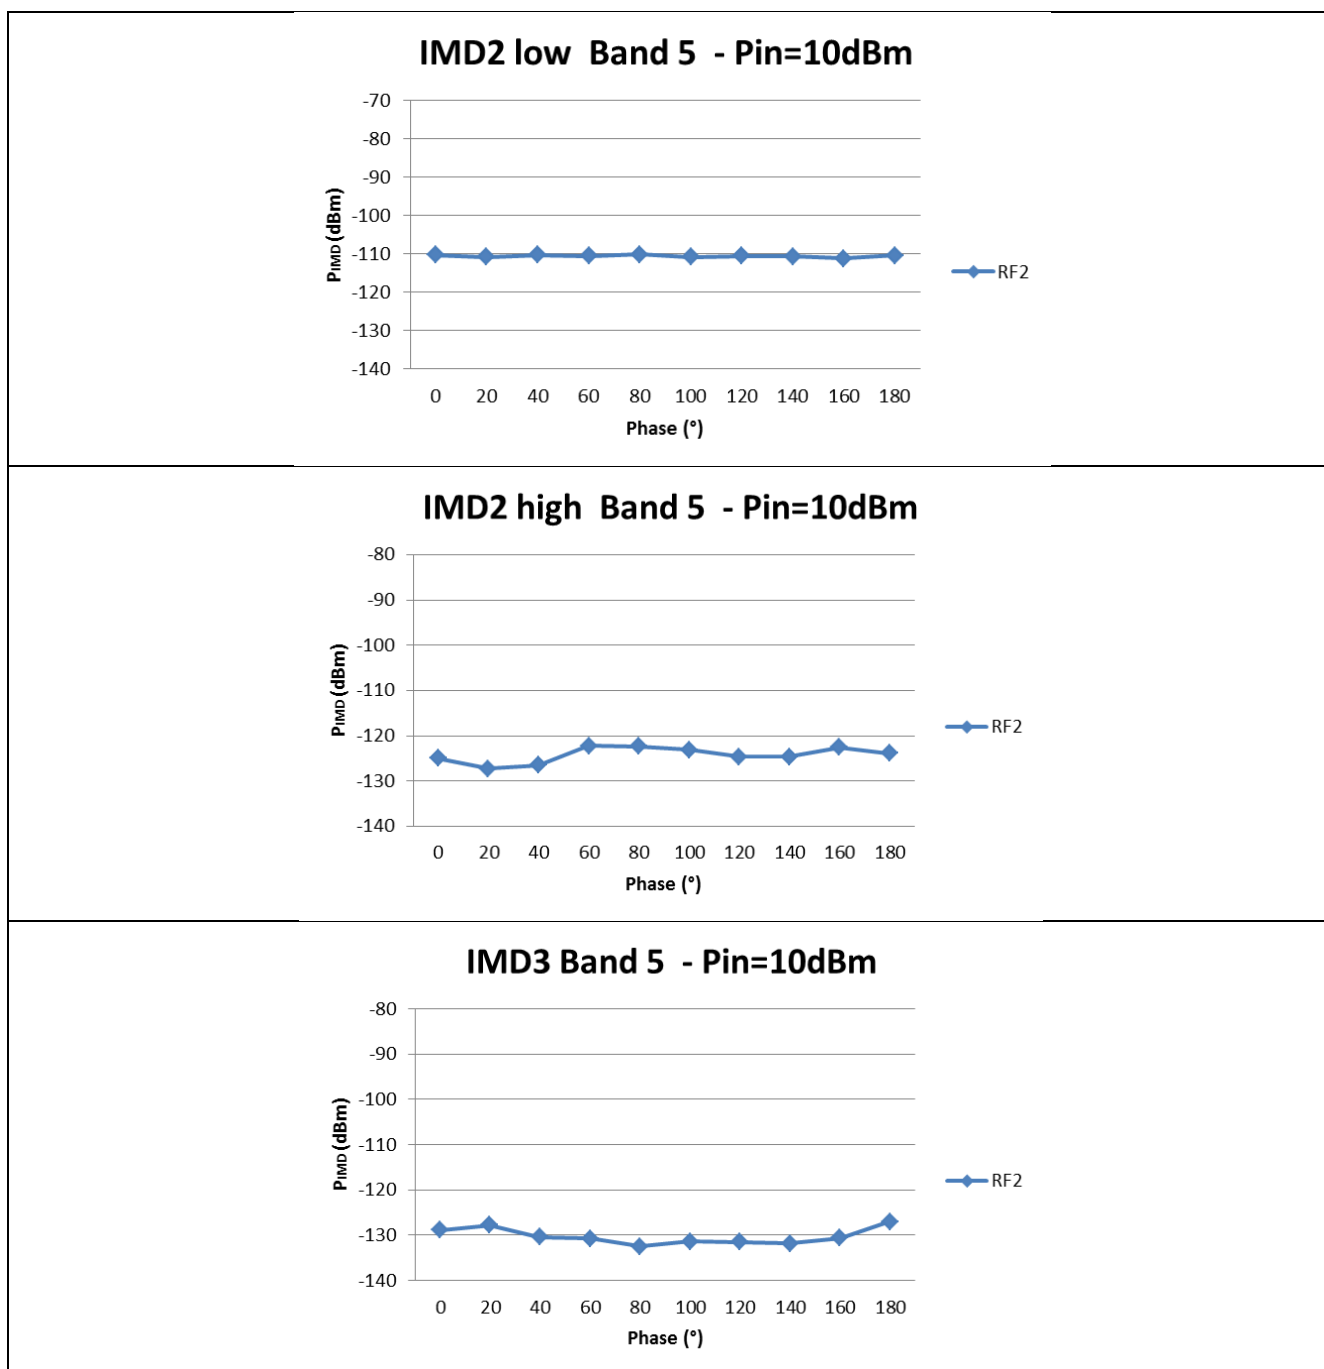 IMD2 low  Band 5  - Pin=10dBm
-70
-80
-90
-100
-110
-120
-130
-140
PIMD (dBm)
RF2
0 20 40 60 80 100 120 140 160 180
Phase (°)
IMD2 high  Band 5  - Pin=10dBm
-80
-90
-100
-110
-120
-130
-140
PIMD (dBm)
RF2
0 20 40 60 80 100 120 140 160 180
Phase (°)
IMD3 Band 5  - Pin=10dBm
-80
-90
-100
-110
-120
-130
-140
PIMD (dBm)
RF2
0 20 40 60 80 100 120 140 160 180
Phase (°)